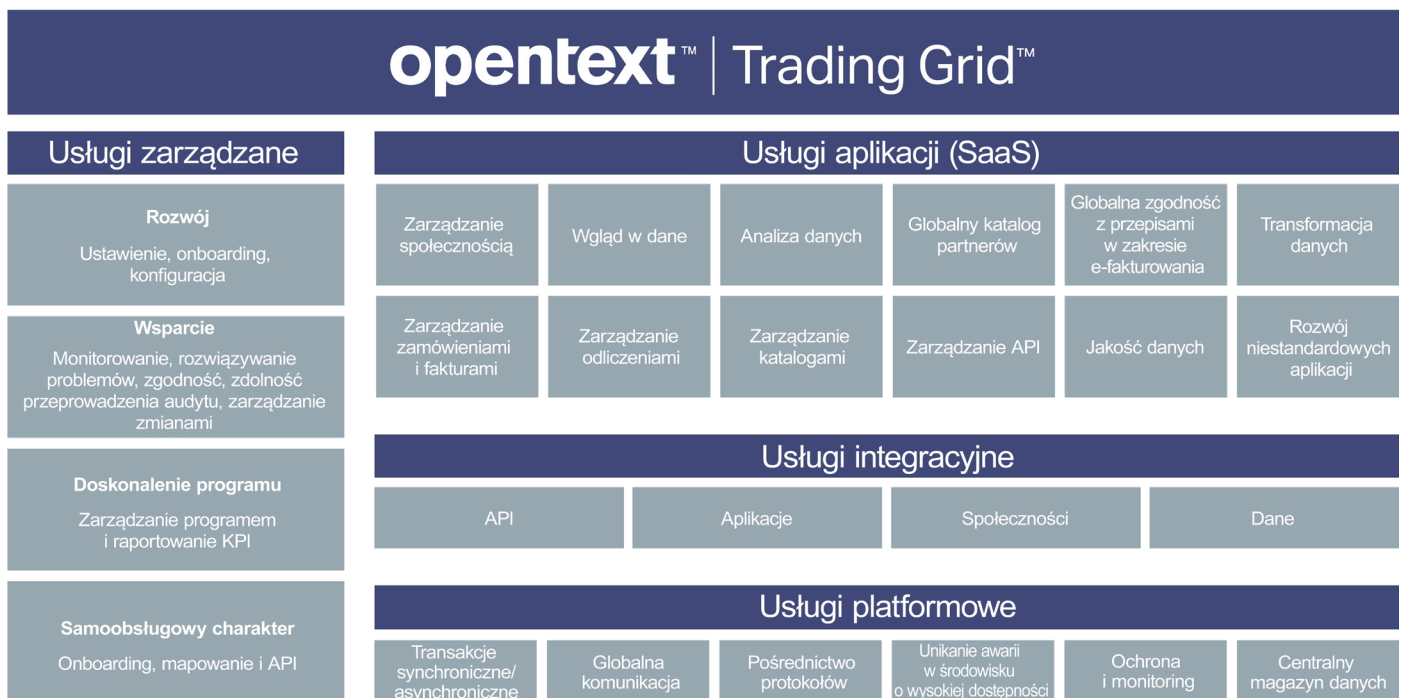 opentext™ | Trading Grid™
Usługi zarządzane
Rozwój
Ustawienie, onboarding,
konfiguracja
Wsparcie
Monitorowanie, rozwiązywanie
problemów, zgodność, zdolność
przeprowadzenia audytu, zarządzanie
zmianami
Doskonalenie programu
Zarządzanie programem
i raportowanie KPI
Samoobsługowy charakter
Onboarding, mapowanie i API
Usługi aplikacji (SaaS)
Zarządzanie
społecznością
Wgląd w dane
Analiza danych
Globalny katalog
partnerów
Globalna zgodność
z przepisami
w zakresie
e-fakturowania
Transformacja
danych
Zarządzanie
zamówieniami
i fakturami
Zarządzanie
odliczeniami
Zarządzanie
katalogami
Zarządzanie API
Jakość danych
Rozwój
niestandardowych
aplikacji
Usługi integracyjne
API
Aplikacje
Społeczności
Dane
Usługi platformowe
Transakcje
synchroniczne/
asynchroniczne
Globalna
komunikacja
Pośrednictwo
protokołów
Unikanie awarii
w środowisku
o wysokiej dostępności
Ochrona
i monitoring
Centralny
magazyn danych